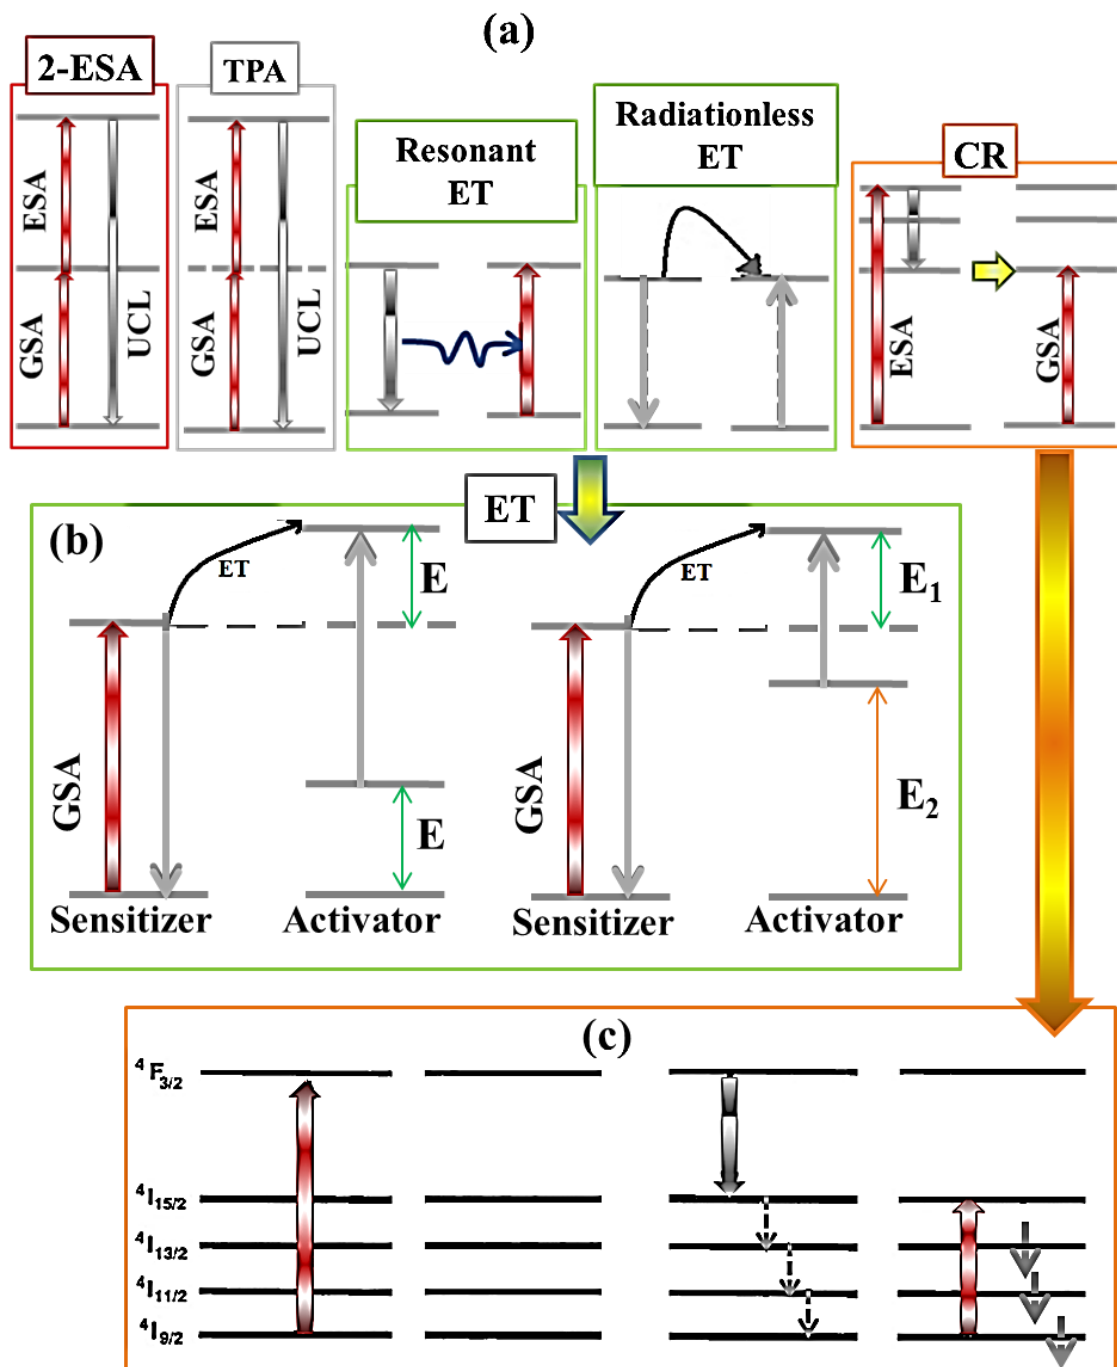 (a)
2-ESA
TPA
Resonant
ET
Radiationless
ET
CR
ESA
GSA
UCL
ESA
GSA
UCL
ESA
GSA
(b)
ET
ET
E
GSA
E
Sensitizer
Activator
ET
E₁
GSA
E₂
Sensitizer
Activator
(c)
⁴F₃/₂
⁴I₁₅/₂
⁴I₁₃/₂
⁴I₁₁/₂
⁴I₉/₂